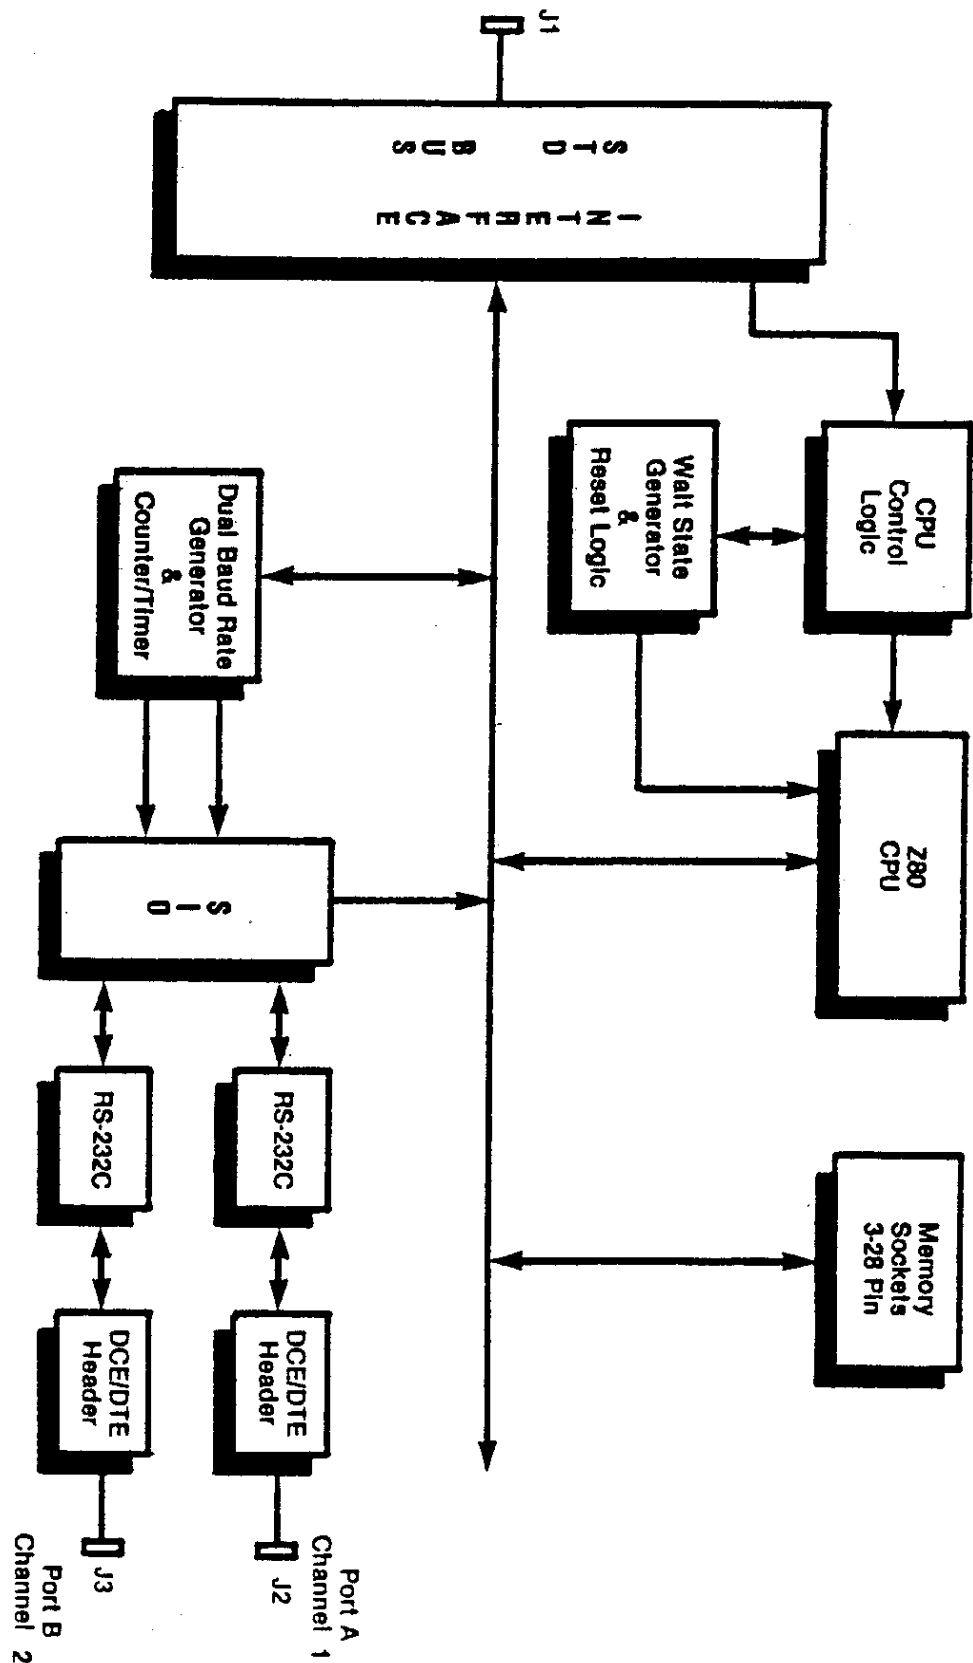 J1
STD BUS
INTERFACE
CPU
Control
Logic
Wait State
Generator
&
Reset Logic
Z80
CPU
Memory
Sockets
3-28 Pin
Dual Baud Rate
Generator
&
Counter/Timer
SIO
RS-232C
DCE/DTE
Header
J2
Port A
Channel 1
RS-232C
DCE/DTE
Header
J3
Port B
Channel 2